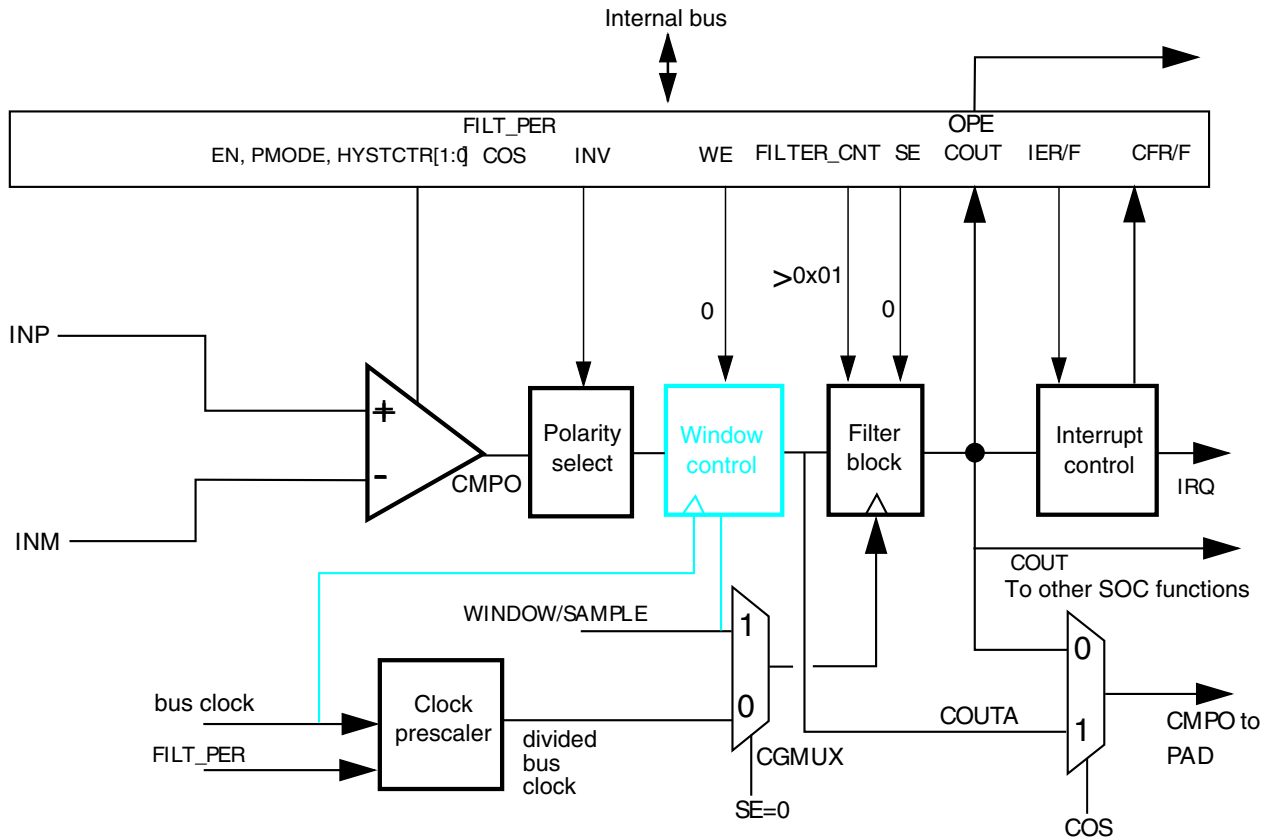 Internal bus
FILT_PER
OPE
EN, PMODE, HYSTCTR[1:0] COS INV WE FILTER_CNT SE COUT IER/F CFR/F
>0x01
0
0
INP
+
-
CMPO
Polarity
select
Window
control
Filter
block
Interrupt
control
IRQ
INM
COUT
To other SOC functions
WINDOW/SAMPLE
1
0
0
1
bus clock
FILT_PER
Clock
prescaler
divided
bus
clock
CGMUX
SE=0
COUTA
CMPO to
PAD
COS